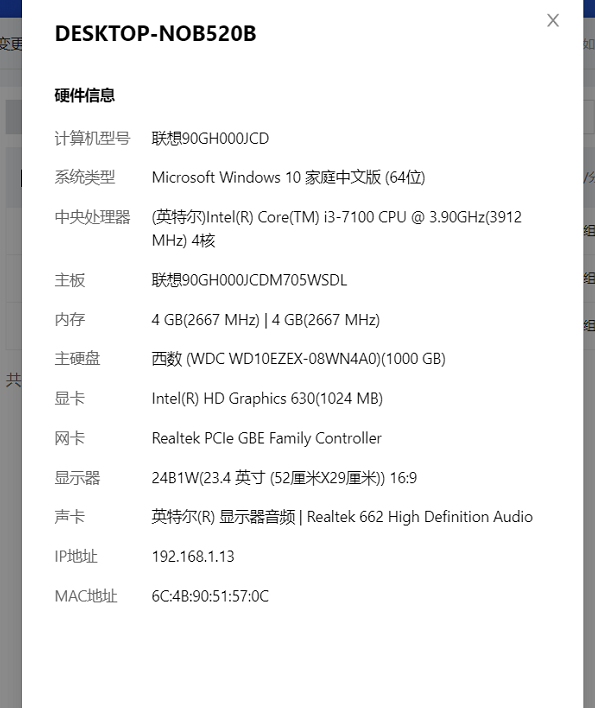 DESKTOP-NOB520B
硬件信息
计算机型号 联想90GH000JCD
系统类型 Microsoft Windows 10 家庭中文版 (64位)
中央处理器 (英特尔)Intel(R) Core(TM) i3-7100 CPU @ 3.90GHz(3912
MHz) 4核
主板 联想90GH000JCDM705WSDL
内存 4 GB(2667 MHz) | 4 GB(2667 MHz)
主硬盘 西数 (WDC WD10EZEX-08WN4A0)(1000 GB)
显卡 Intel(R) HD Graphics 630(1024 MB)
网卡 Realtek PCIe GBE Family Controller
显示器 24B1W(23.4 英寸 (52厘米X29厘米)) 16:9
声卡 英特尔(R) 显示器音频 | Realtek 662 High Definition Audio
IP地址 192.168.1.13
MAC地址 6C:4B:90:51:57:0C
变更
如
组
组
组
共